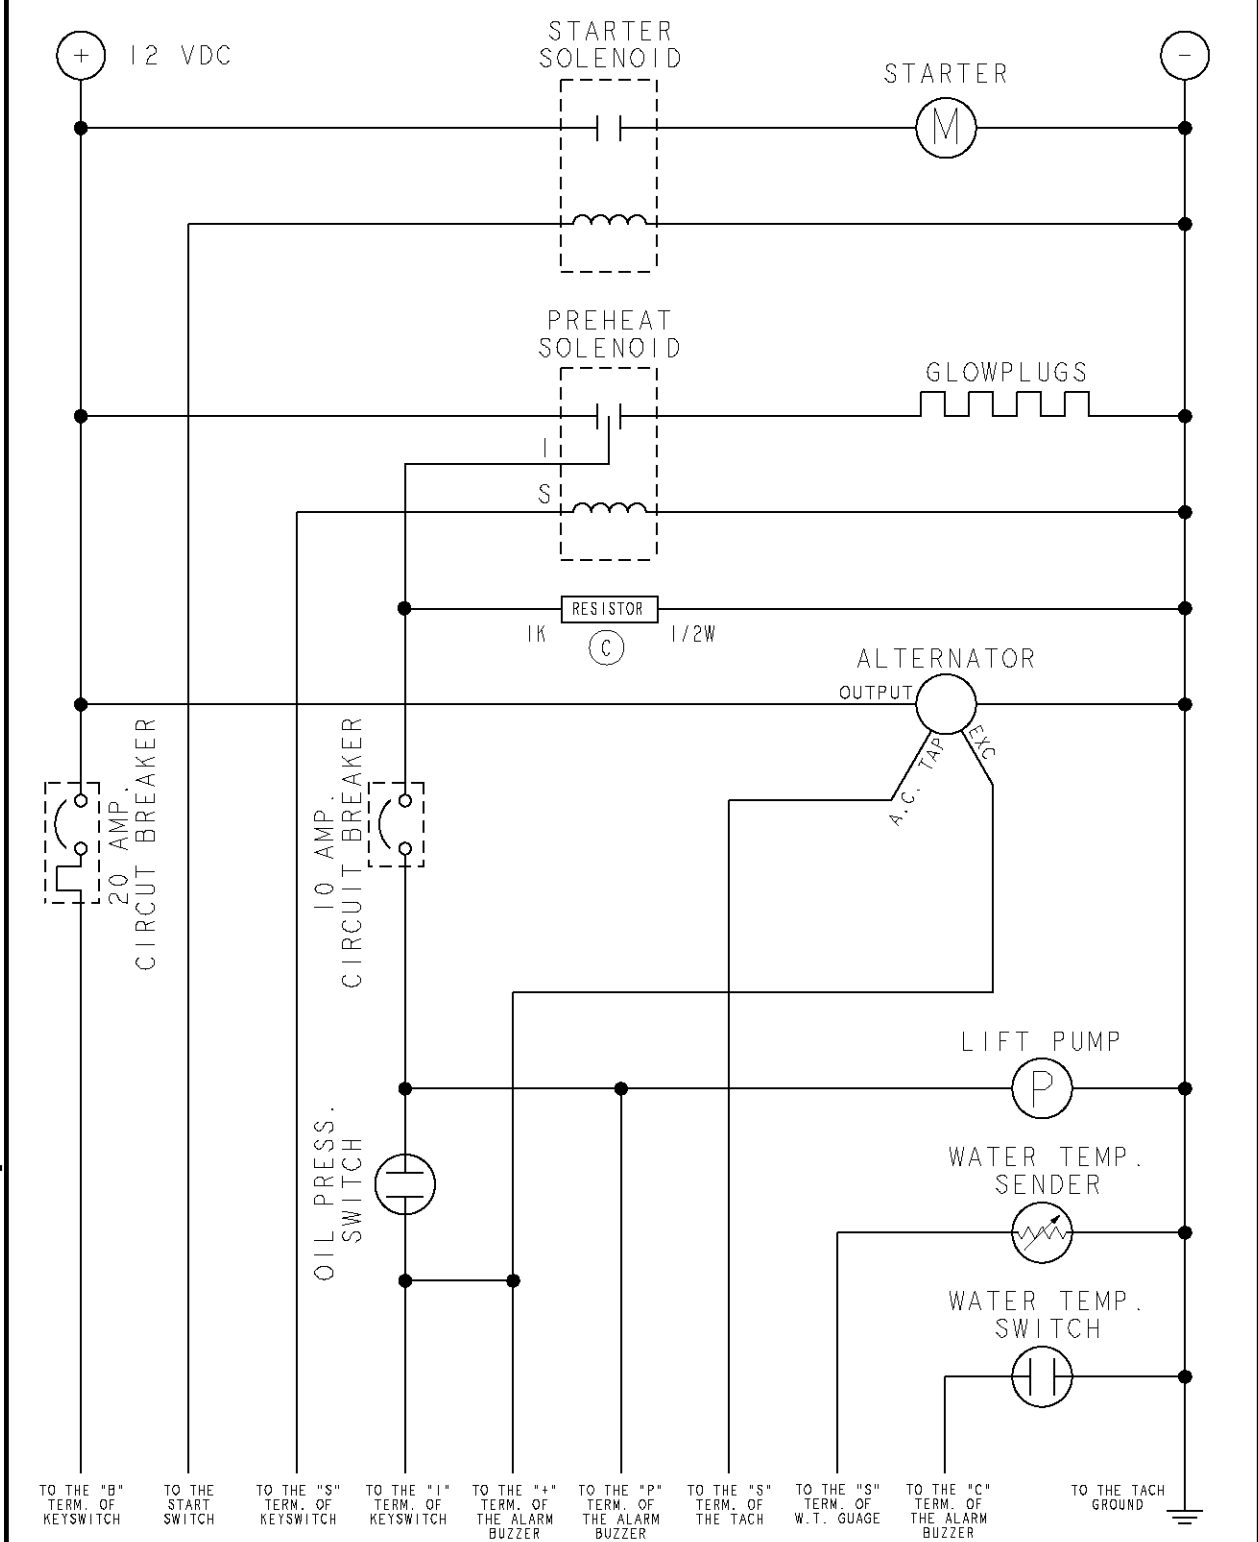 + 12 VDC
STARTER
SOLENOID
STARTER
-
M
PREHEAT
SOLENOID
GLOWPLUGS
I
S
RESISTOR
1K
1/2W
C
ALTERNATOR
OUTPUT
A.C. TAP
EXC
20 AMP.
CIRCUT BREAKER
10 AMP.
CIRCUIT BREAKER
LIFT PUMP
P
OIL PRESS.
SWITCH
WATER TEMP.
SENDER
WATER TEMP.
SWITCH
TO THE "B"
TERM. OF
KEYSWITCH
TO THE
START
SWITCH
TO THE "S"
TERM. OF
KEYSWITCH
TO THE "I"
TERM. OF
KEYSWITCH
TO THE "+"
TERM. OF
THE ALARM
BUZZER
TO THE "P"
TERM. OF
THE ALARM
BUZZER
TO THE "S"
TERM. OF
THE TACH
TO THE "S"
TERM. OF
W.T. GUAGE
TO THE "C"
TERM. OF
THE ALARM
BUZZER
TO THE TACH
GROUND